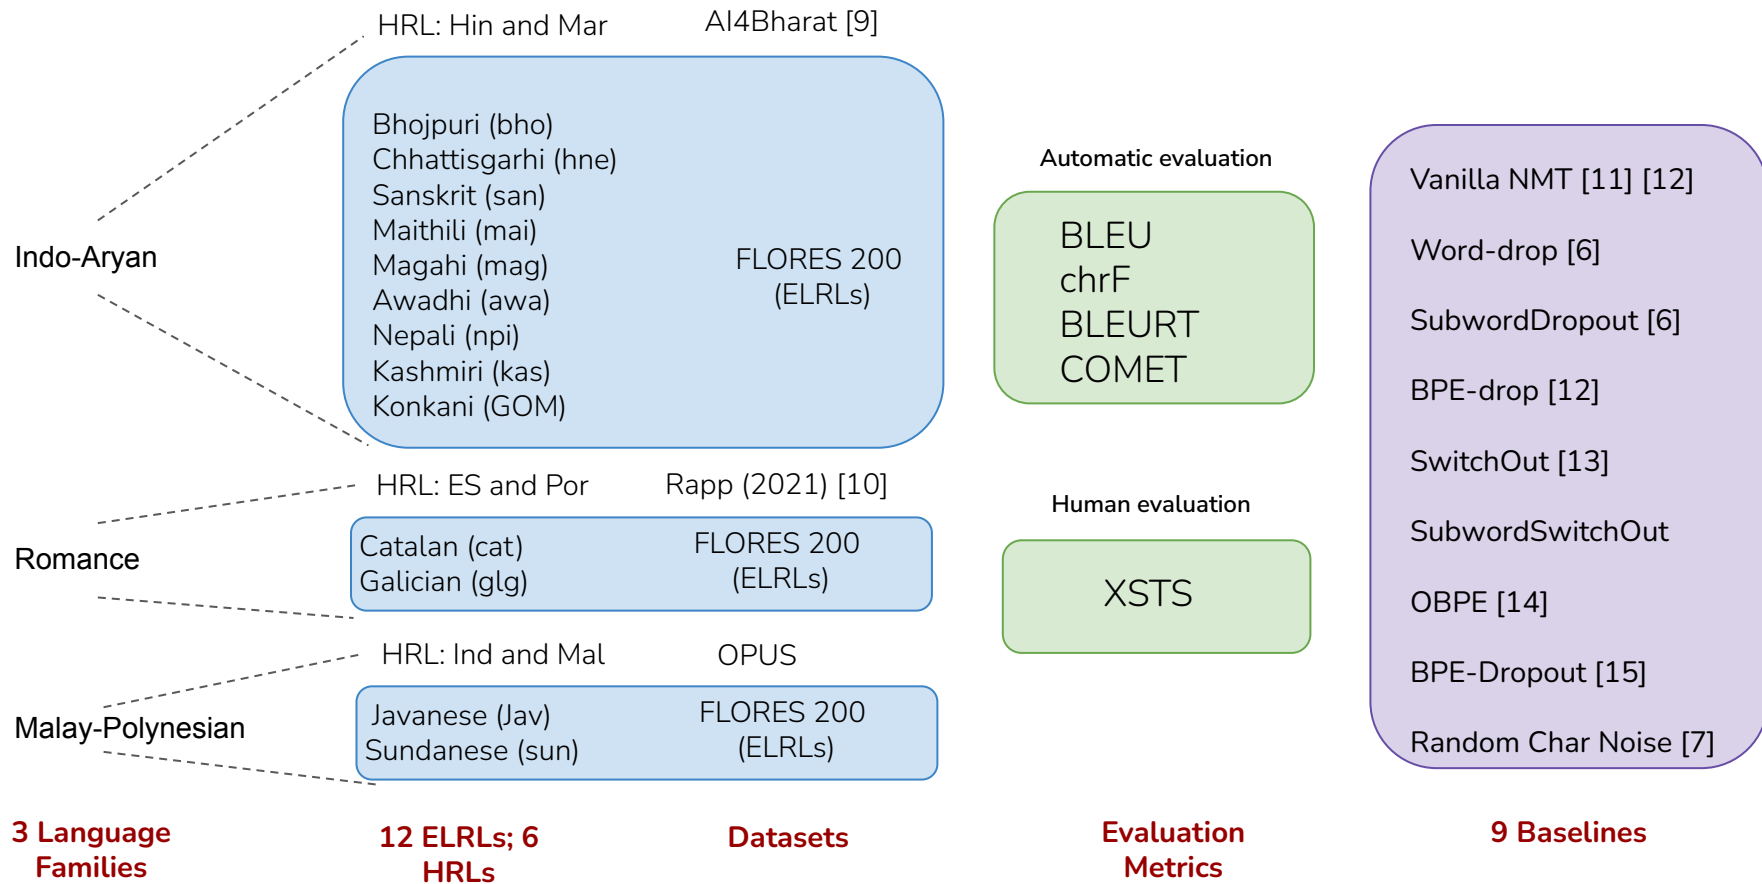 HRL: Hin and Mar
AI4Bharat [9]
Indo-Aryan
Bhojpuri (bho)
Chhattisgarhi (hne)
Sanskrit (san)
Maithili (mai)
Magahi (mag)
Awadhi (awa)
Nepali (npi)
Kashmiri (kas)
Konkani (GOM)
FLORES 200
(ELRLs)
HRL: ES and Por
Rapp (2021) [10]
Romance
Catalan (cat)
Galician (glg)
FLORES 200
(ELRLs)
HRL: Ind and Mal
OPUS
Malay-Polynesian
Javanese (Jav)
Sundanese (sun)
FLORES 200
(ELRLs)
Automatic evaluation
BLEU
chrF
BLEURT
COMET
Human evaluation
XSTS
Vanilla NMT [11] [12]
Word-drop [6]
SubwordDropout [6]
BPE-drop [12]
SwitchOut [13]
SubwordSwitchOut
OBPE [14]
BPE-Dropout [15]
Random Char Noise [7]
3 Language
Families
12 ELRLs; 6
HRLs
Datasets
Evaluation
Metrics
9 Baselines